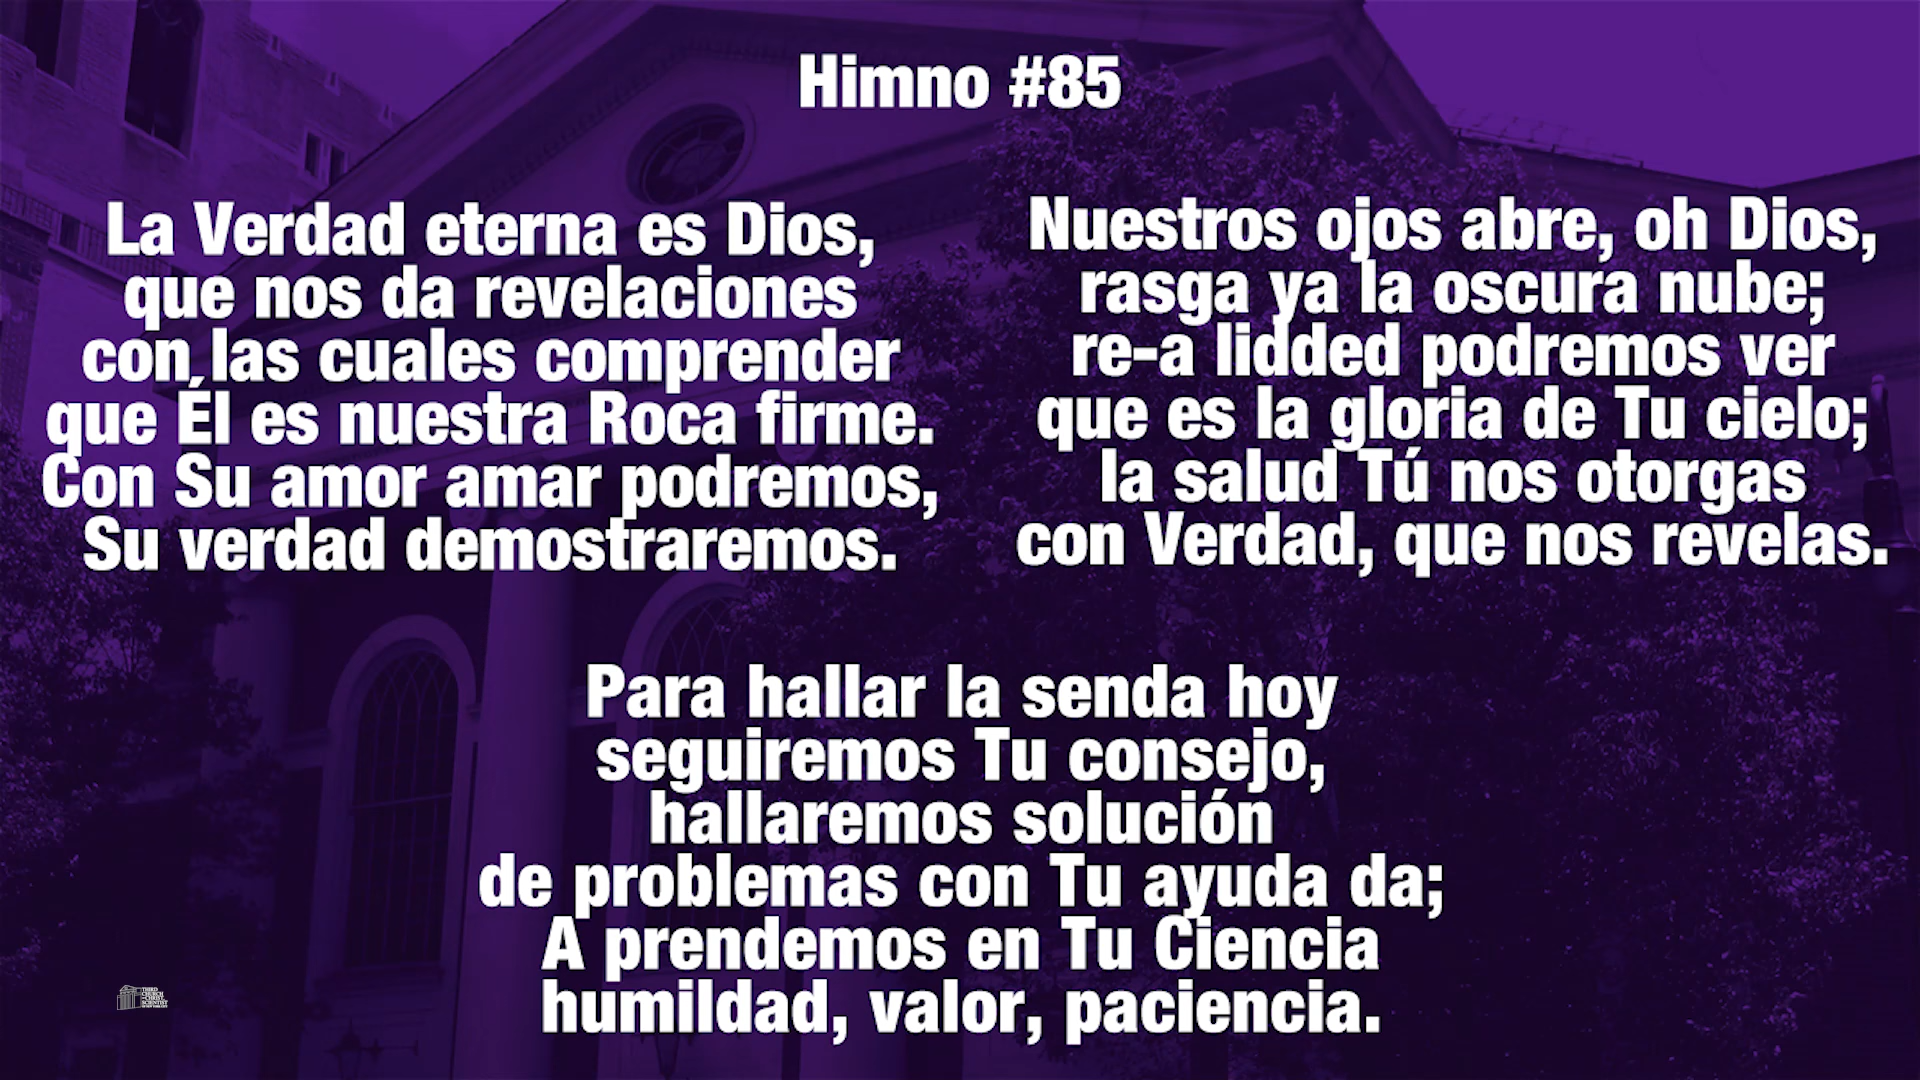 Himno #85
La Verdad eterna es Dios,
que nos da revelaciones
con las cuales comprender
que Él es nuestra Roca firme.
Con Su amor amar podremos,
Su verdad demostraremos.
Nuestros ojos abre, oh Dios,
rasga ya la oscura nube;
re-a lidded podremos ver
que es la gloria de Tu cielo;
la salud Tú nos otorgas
con Verdad, que nos revelas.
Para hallar la senda hoy
seguiremos Tu consejo,
hallaremos solución
de problemas con Tu ayuda da;
A prendemos en Tu Ciencia
humildad, valor, paciencia.
THIRD
CHURCH
CHRIST
SCIENTIST